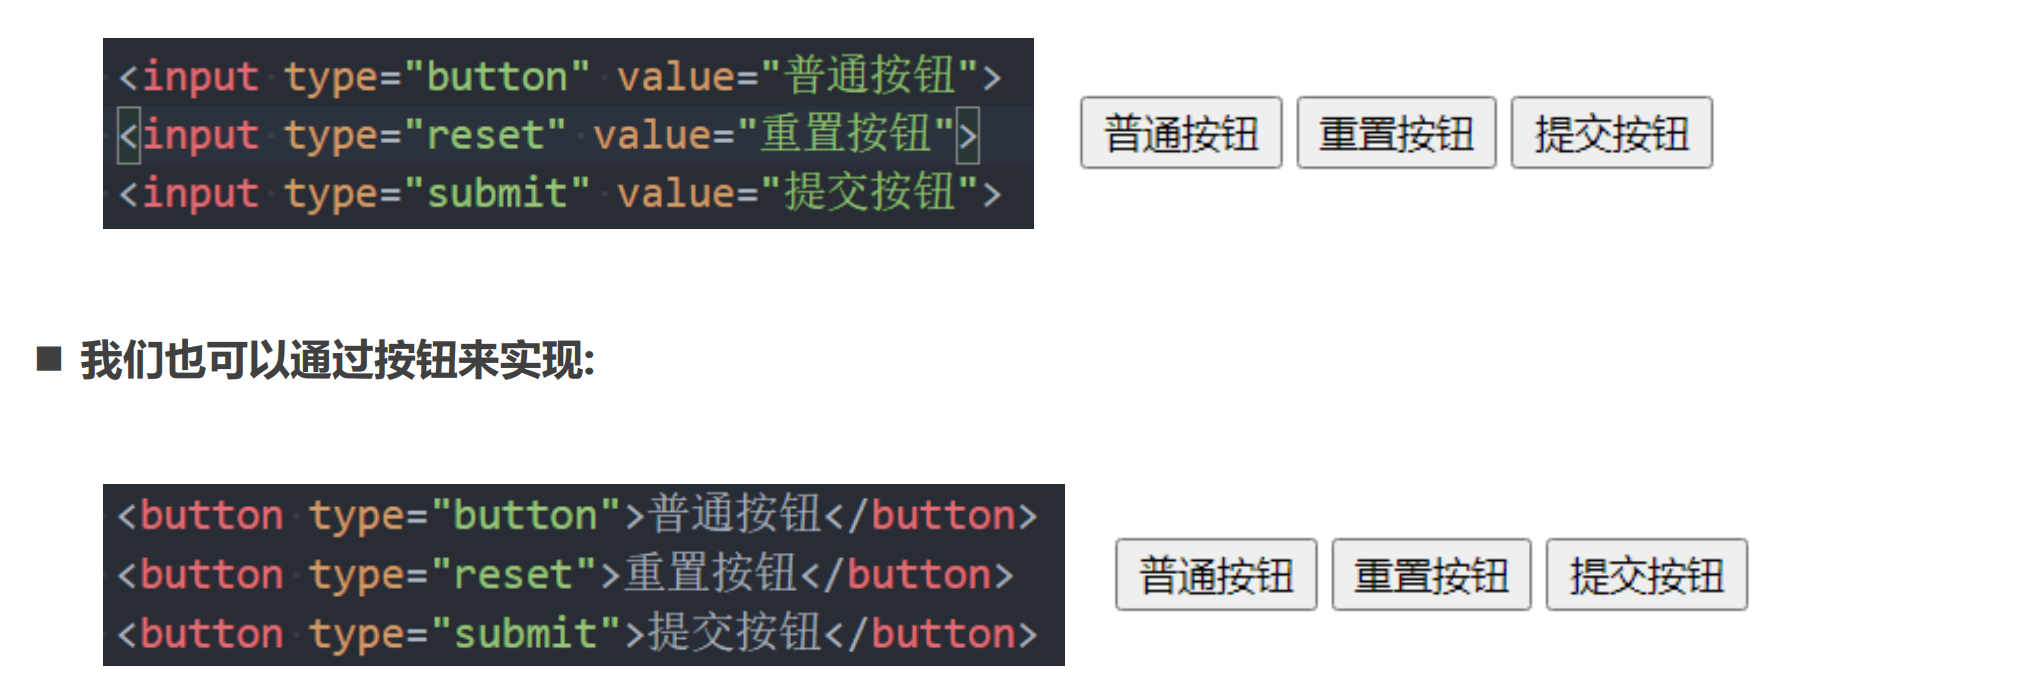 <input type="button" value="普通按钮">
<input type="reset" value="重置按钮">
<input type="submit" value="提交按钮">
普通按钮 重置按钮 提交按钮
■ 我们也可以通过按钮来实现:
<button type="button">普通按钮</button>
<button type="reset">重置按钮</button>
<button type="submit">提交按钮</button>
普通按钮 重置按钮 提交按钮